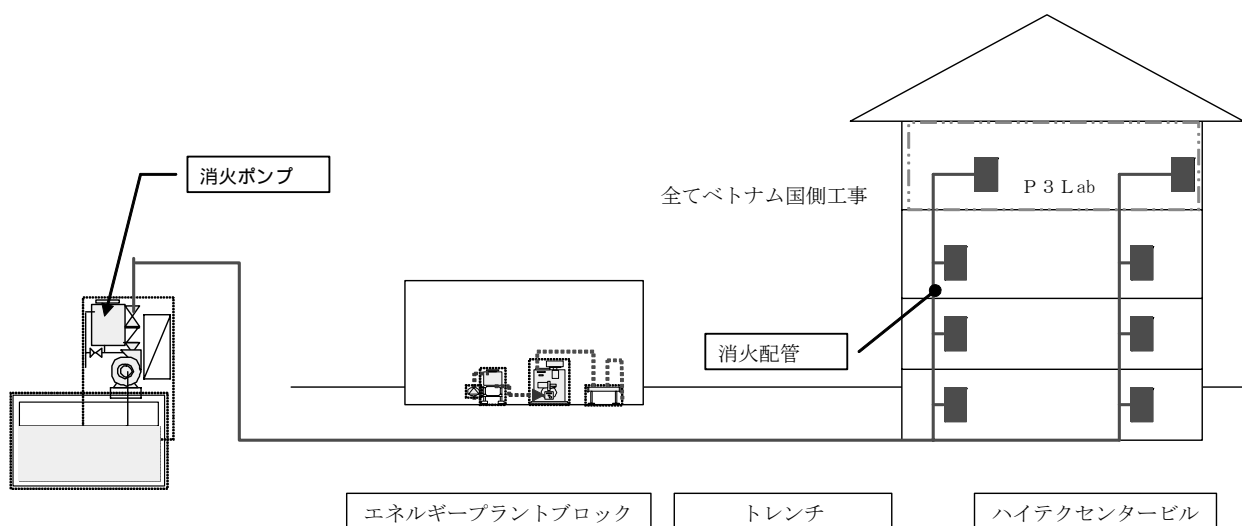 消火ポンプ
全てベトナム国側工事
Ｐ３Ｌａｂ
消火配管
エネルギープラントブロック
トレンチ
ハイテクセンタービル